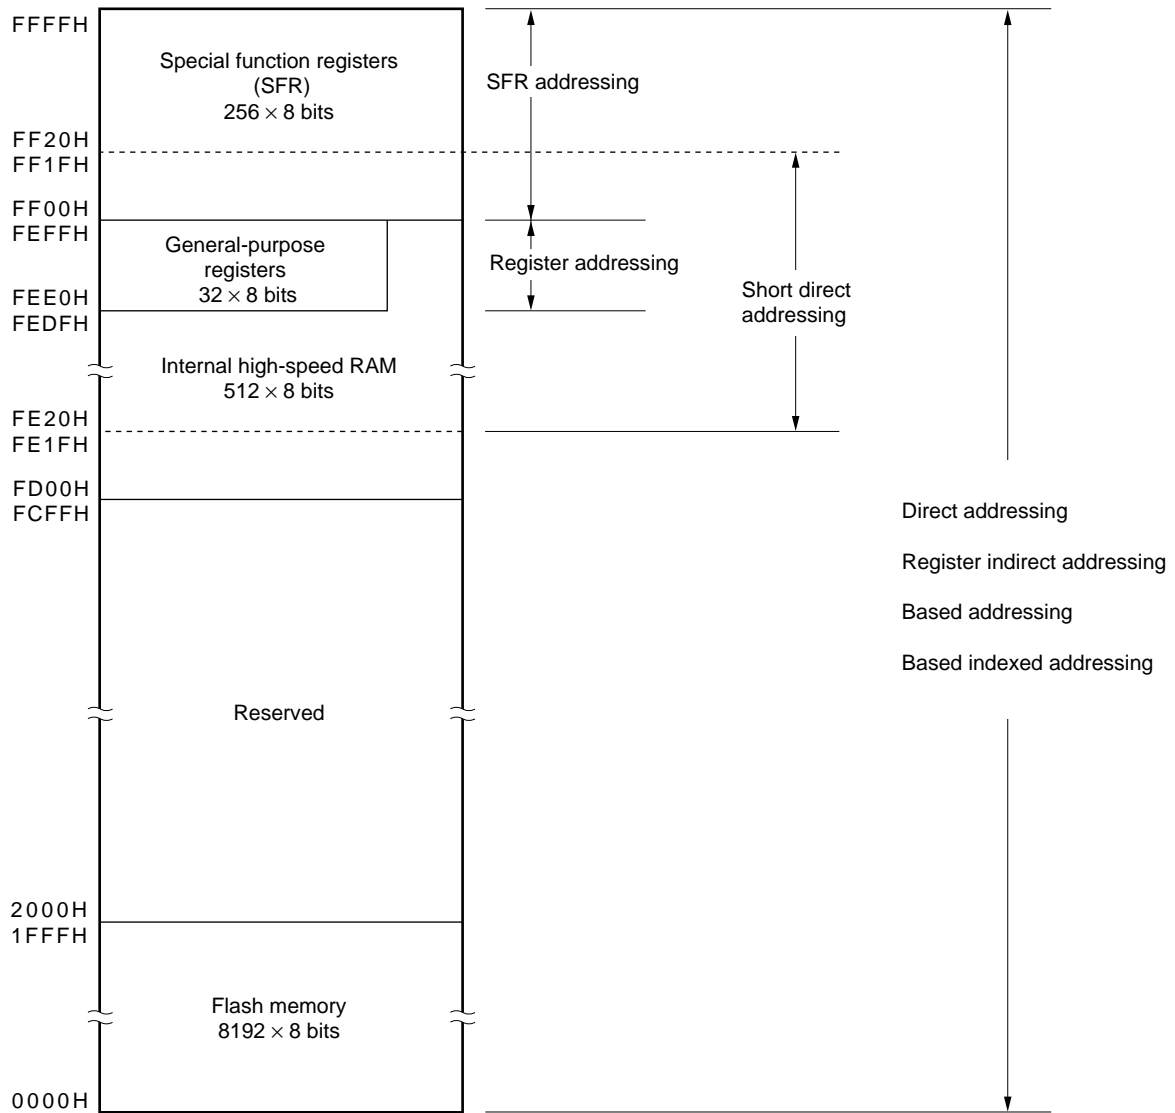 FFFFH
Special function registers
(SFR)
256 × 8 bits
SFR addressing
FF20H
FF1FH
FF00H
FEFFH
General-purpose
registers
32 × 8 bits
Register addressing
FEE0H
FEDFH
Short direct
addressing
Internal high-speed RAM
512 × 8 bits
FE20H
FE1FH
FD00H
FCFFH
Direct addressing
Register indirect addressing
Based addressing
Based indexed addressing
Reserved
2000H
1FFFH
Flash memory
8192 × 8 bits
0000H